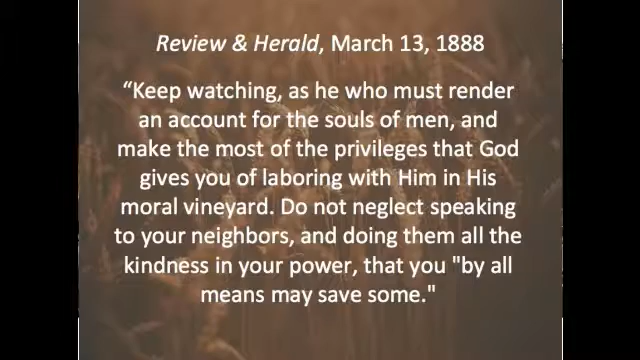 Review & Herald, March 13, 1888
“Keep watching, as he who must render
an account for the souls of men, and
make the most of the privileges that God
gives you of laboring with Him in His
moral vineyard. Do not neglect speaking
to your neighbors, and doing them all the
kindness in your power, that you "by all
means may save some."